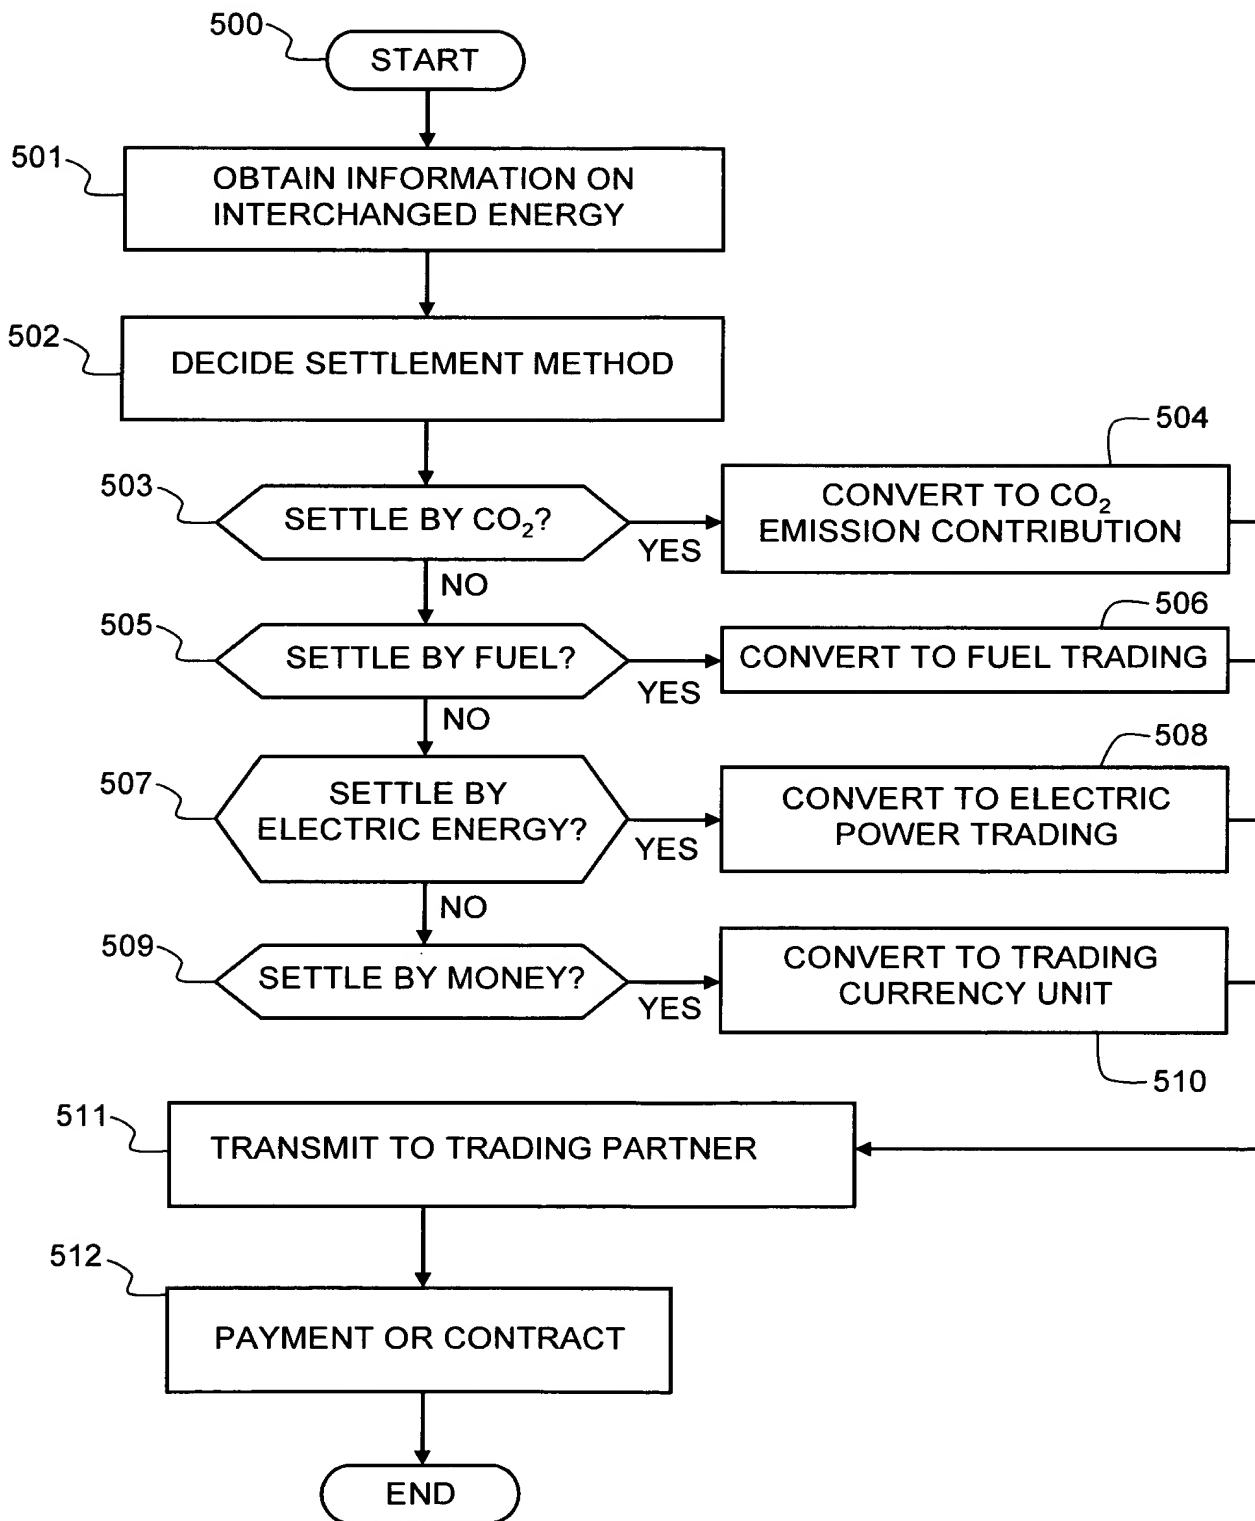 500
START
501
OBTAIN INFORMATION ON
INTERCHANGED ENERGY
502
DECIDE SETTLEMENT METHOD
503
SETTLE BY CO₂?
YES
NO
504
CONVERT TO CO₂
EMISSION CONTRIBUTION
505
SETTLE BY FUEL?
YES
NO
506
CONVERT TO FUEL TRADING
507
SETTLE BY
ELECTRIC ENERGY?
YES
NO
508
CONVERT TO ELECTRIC
POWER TRADING
509
SETTLE BY MONEY?
YES
CONVERT TO TRADING
CURRENCY UNIT
510
511
TRANSMIT TO TRADING PARTNER
512
PAYMENT OR CONTRACT
END